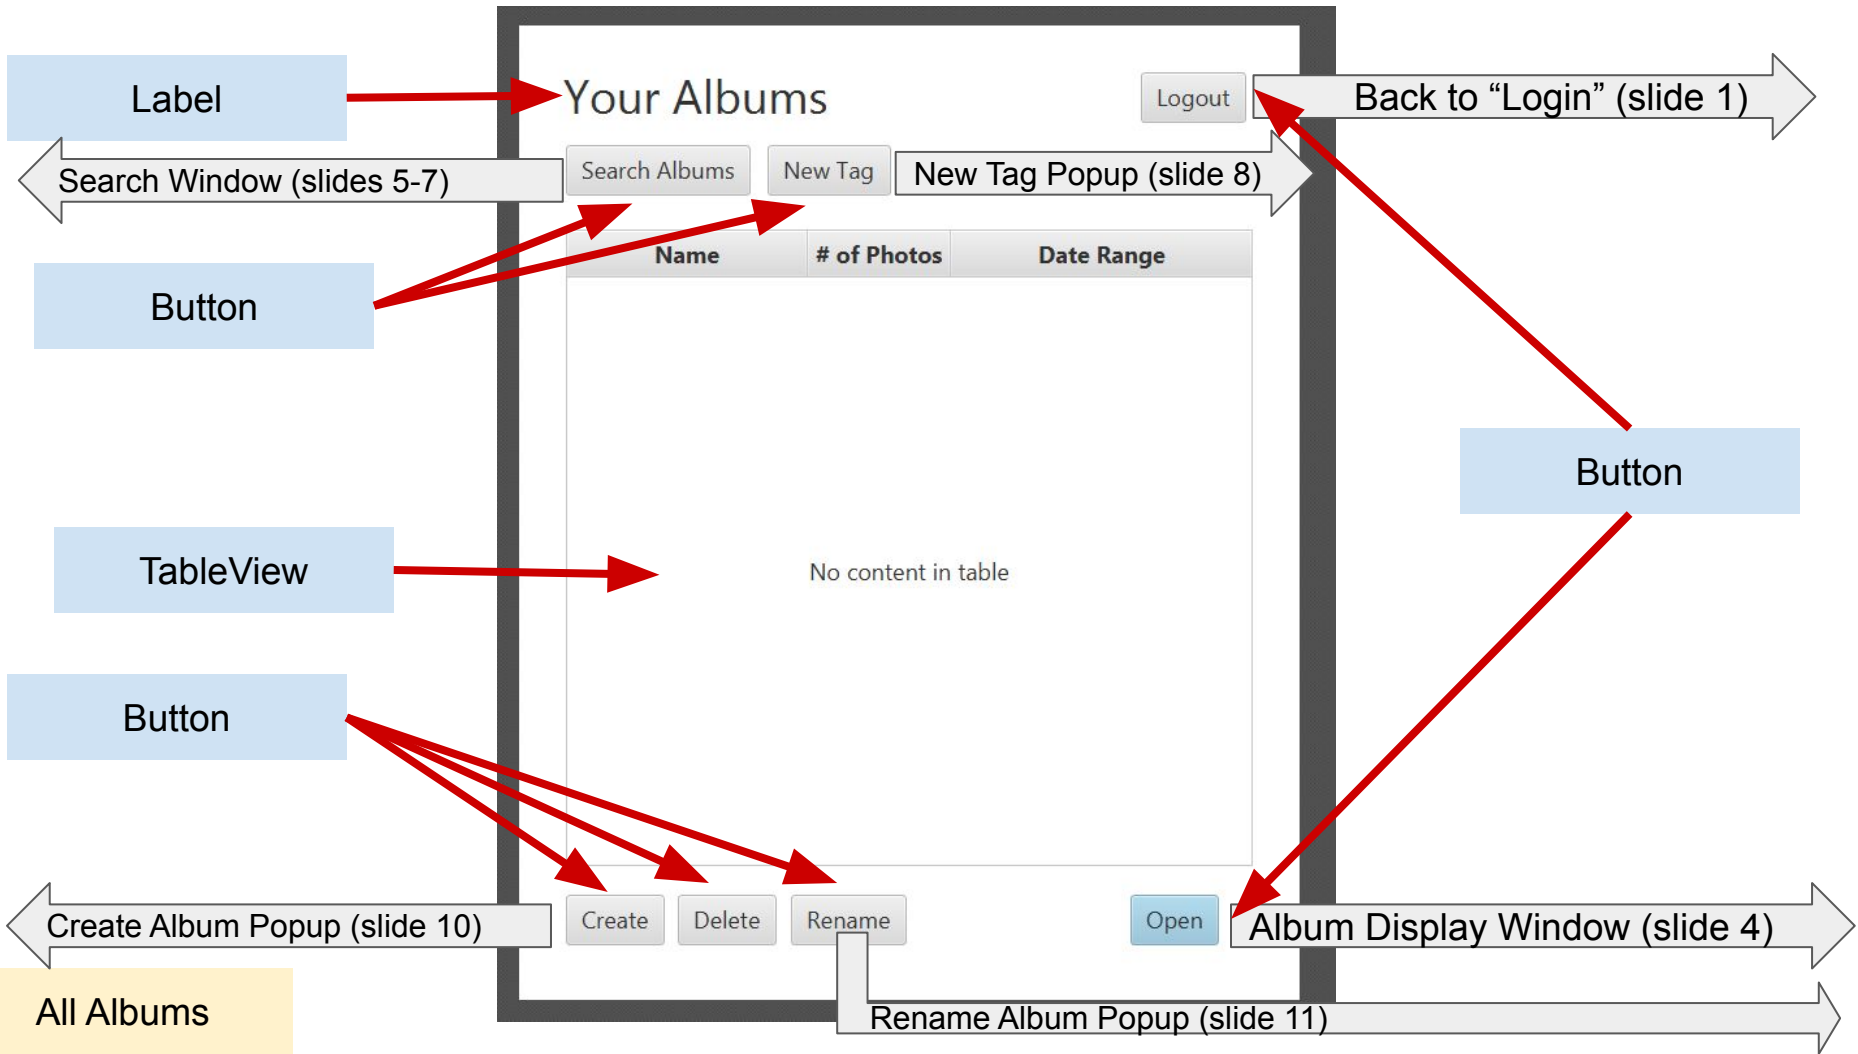 Label
Your Albums
Logout
Back to “Login” (slide 1)
Search Window (slides 5-7)
Search Albums
New Tag
New Tag Popup (slide 8)
Name
# of Photos
Date Range
Button
Button
TableView
No content in table
Button
Create Album Popup (slide 10)
Create
Delete
Rename
Open
Album Display Window (slide 4)
All Albums
Rename Album Popup (slide 11)